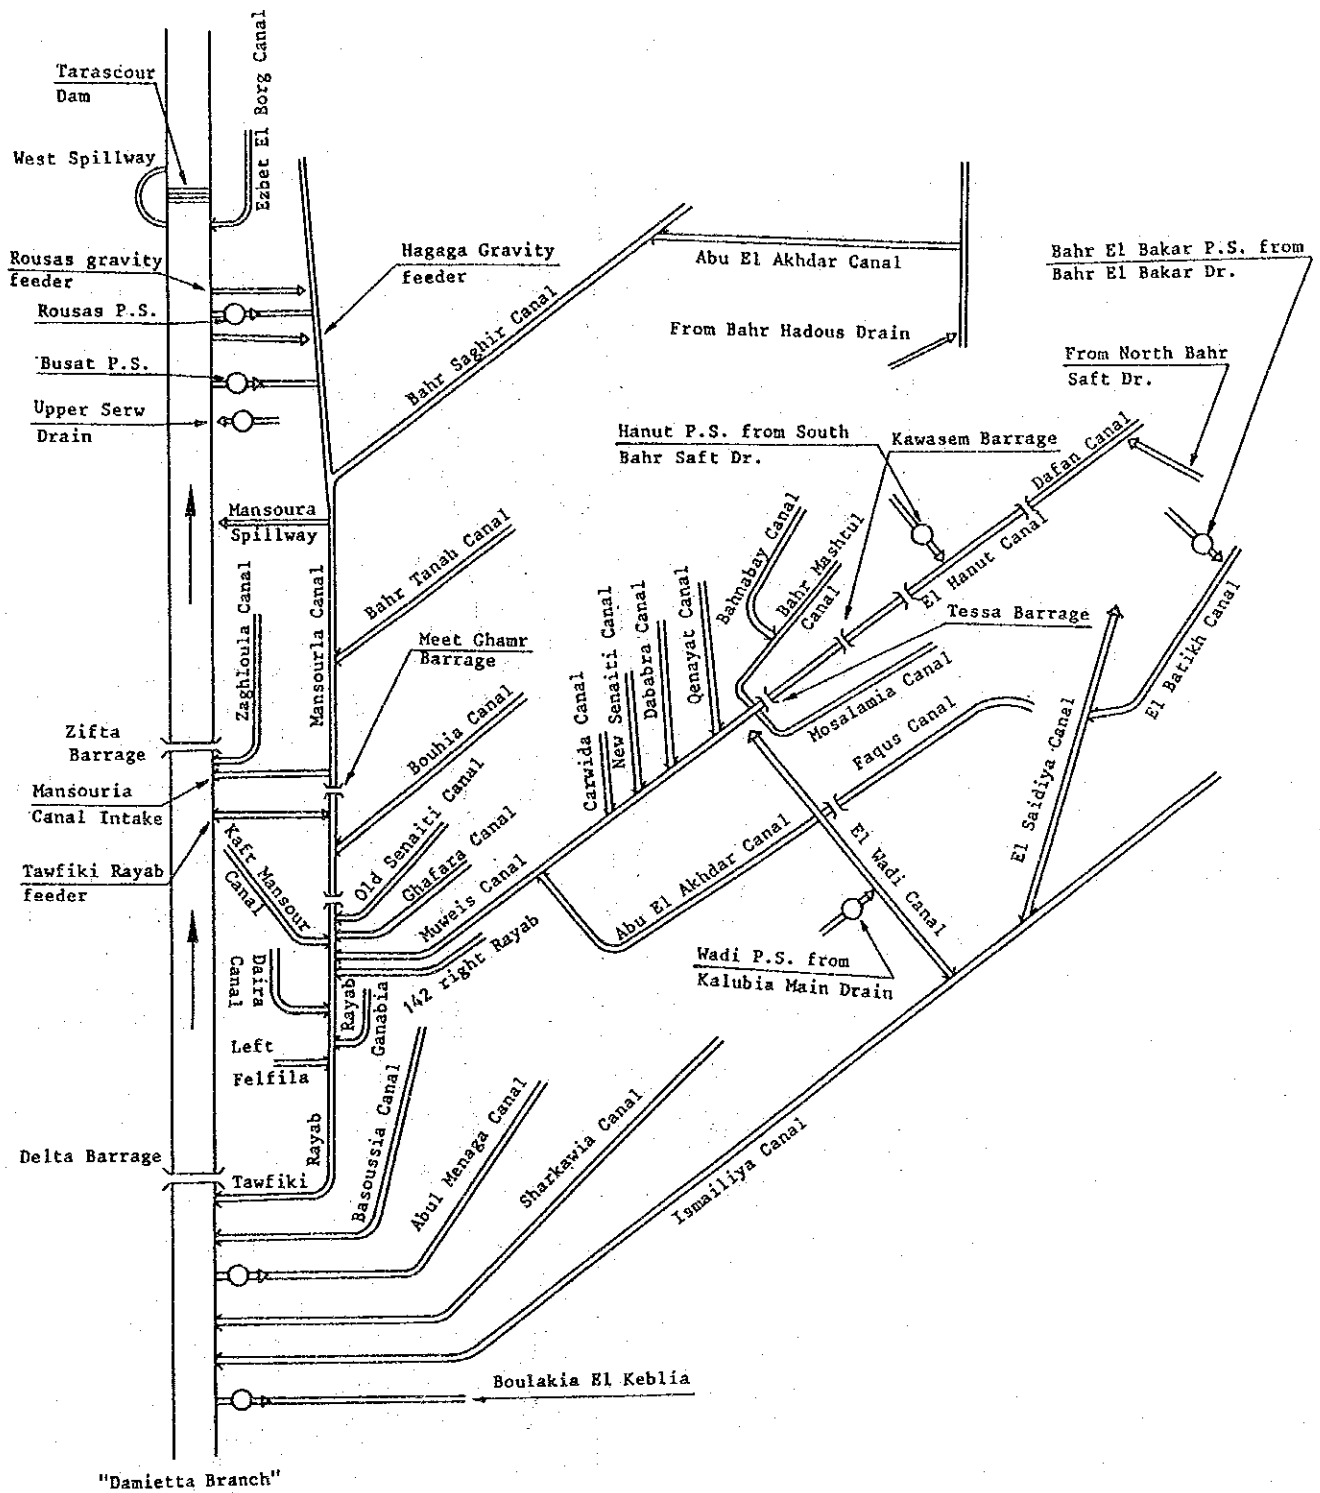 Tarascour
Dam
West Spillway
Ezbet El Borg Canal
Rousas gravity
feeder
Rousas P.S.
Busat P.S.
Upper Serw
Drain
Hagaga Gravity
feeder
Bahr Saghir Canal
Abu El Akhdar Canal
From Bahr Hadous Drain
Bahr El Bakar P.S. from
Bahr El Bakar Dr.
From North Bahr
Saft Dr.
Hanut P.S. from South
Bahr Saft Dr.
Kawasem Barrage
Dafan Canal
Mansoura
Spillway
Bahr Tanah Canal
Mansouria Canal
Zaghloula Canal
Meet Ghamr
Barrage
Bahnabay Canal
Bahr Mashtul
Canal
El Hanut Canal
Tessa Barrage
Carwida Canal
New Senaiti Canal
Dababra Canal
Qenayat Canal
Mosalamia Canal
Faqus Canal
El Saidiya Canal
El Batikh Canal
Zifta
Barrage
Mansouria
Canal Intake
Tawfiki Rayab
feeder
Bouhia Canal
Old Senaiti Canal
Ghafara Canal
Muweis Canal
142 right Rayab
Kafr Mansour
Canal
Daira
Canal
Rayab
Ganabia
Left
Felfila
Abu El Akhdar Canal
El Wadi Canal
Wadi P.S. from
Kalubia Main Drain
Delta Barrage
Tawfiki
Rayab
Basoussia Canal
Abul Menaga Canal
Sharkawia Canal
Ismailiya Canal
Boulakia El Keblia
"Damietta Branch"